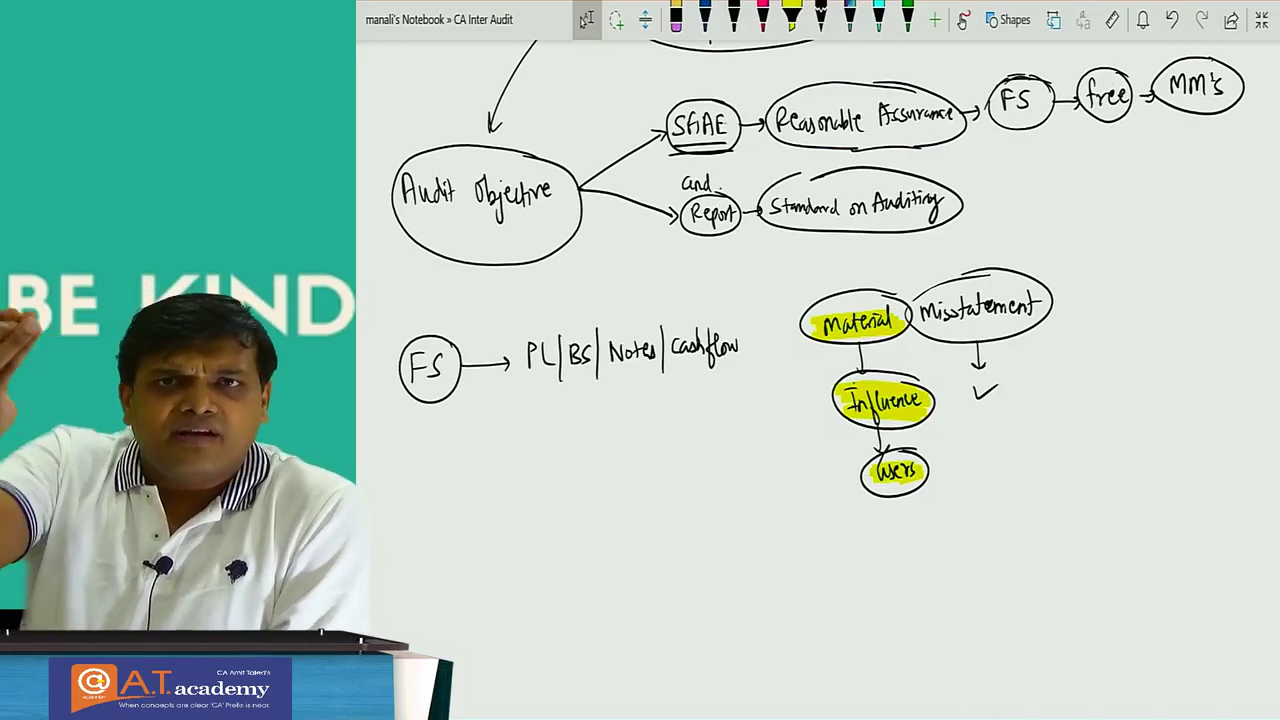 manali's Notebook » CA Inter Audit
Shapes
SAAE
Reasonable Assurance
FS
free
MM's
Audit Objective
and
Report
Standard on Auditing
BE KIND
Material
Misstatement
FS
PL/BS/Notes/Cashflow
Influence
Users
CA Amit Talda's
@A.T. academy
ACADEMY
When concepts are clear 'CA' Prefix is near.